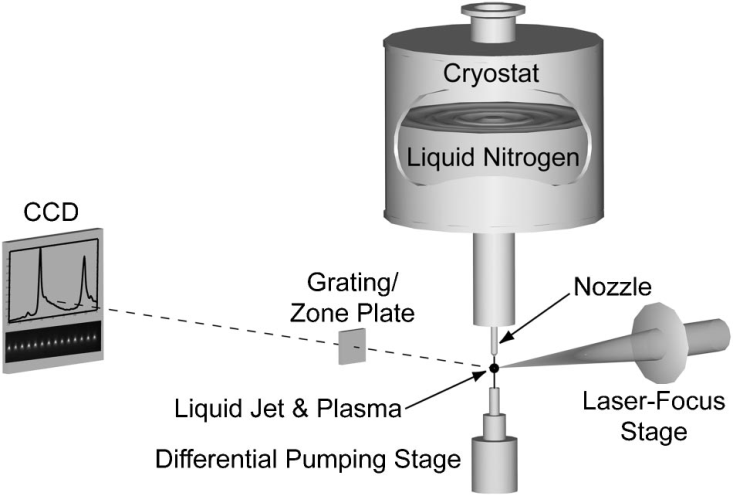 Cryostat
Liquid Nitrogen
CCD
Grating/
Zone Plate
Nozzle
Liquid Jet & Plasma
Laser-Focus
Stage
Differential Pumping Stage